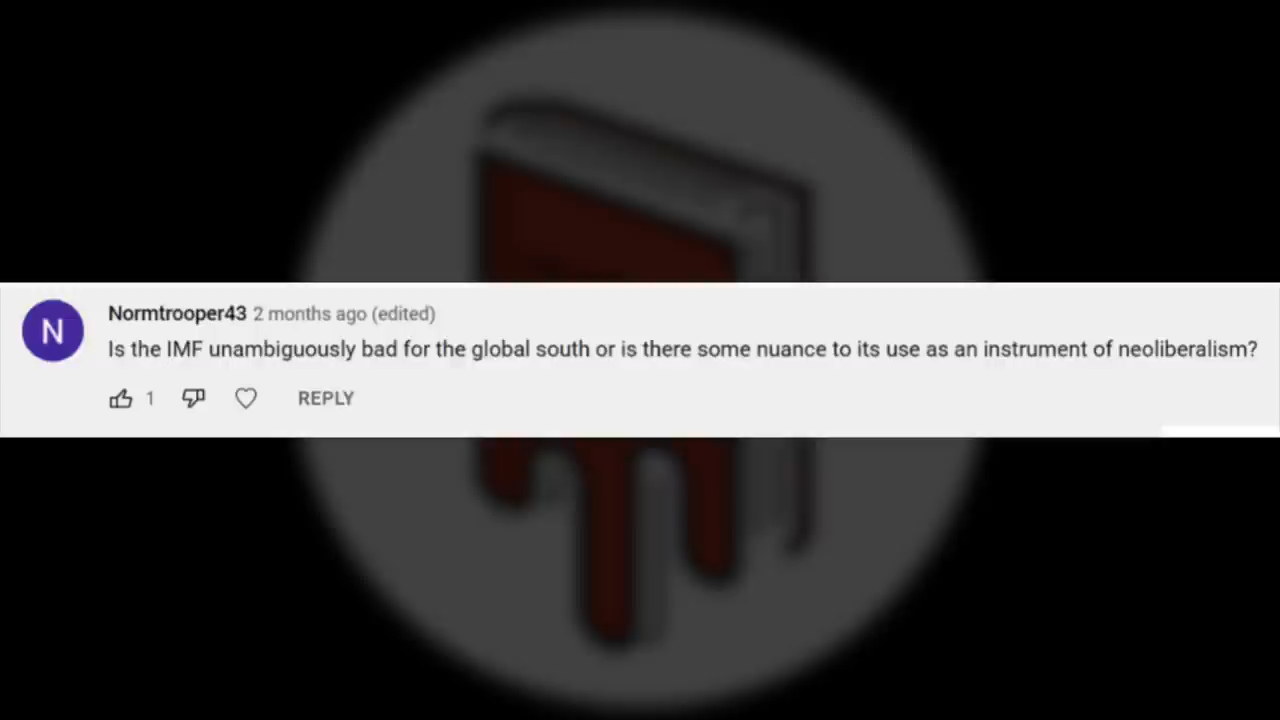 N
Normtrooper43 2 months ago (edited)
Is the IMF unambiguously bad for the global south or is there some nuance to its use as an instrument of neoliberalism?
1 REPLY